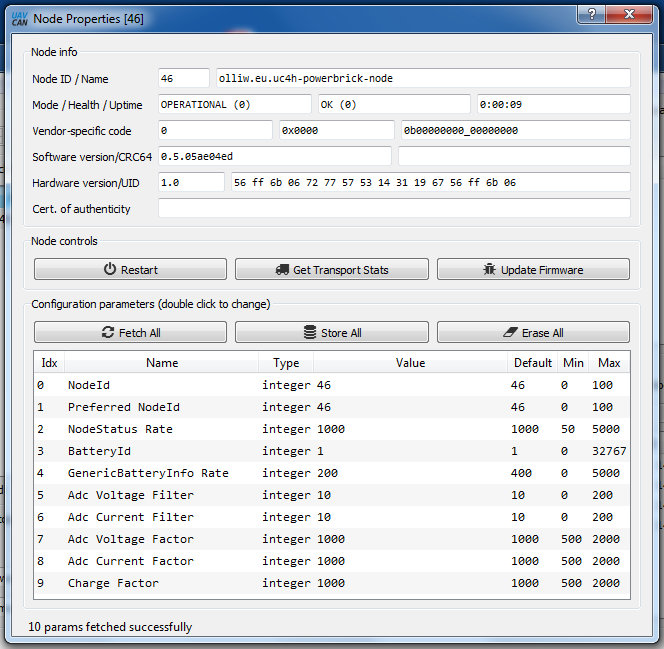 UAV CAN Node Properties [46]
Node info
Node ID / Name 46 olliw.eu.uc4h-powerbrick-node
Mode / Health / Uptime OPERATIONAL (0) OK (0) 0:00:09
Vendor-specific code 0 0x0000 0b00000000_00000000
Software version/CRC64 0.5.05ae04ed
Hardware version/UID 1.0 56 ff 6b 06 72 77 57 53 14 31 19 67 56 ff 6b 06
Cert. of authenticity
Node controls
Restart Get Transport Stats Update Firmware
Configuration parameters (double click to change)
Fetch All Store All Erase All
Idx Name Type Value Default Min Max
0 NodeId integer 46 46 0 100
1 Preferred NodeId integer 46 46 0 100
2 NodeStatus Rate integer 1000 1000 50 5000
3 BatteryId integer 1 1 0 32767
4 GenericBatteryInfo Rate integer 200 400 0 5000
5 Adc Voltage Filter integer 10 10 0 200
6 Adc Current Filter integer 10 10 0 200
7 Adc Voltage Factor integer 1000 1000 500 2000
8 Adc Current Factor integer 1000 1000 500 2000
9 Charge Factor integer 1000 1000 500 2000
10 params fetched successfully